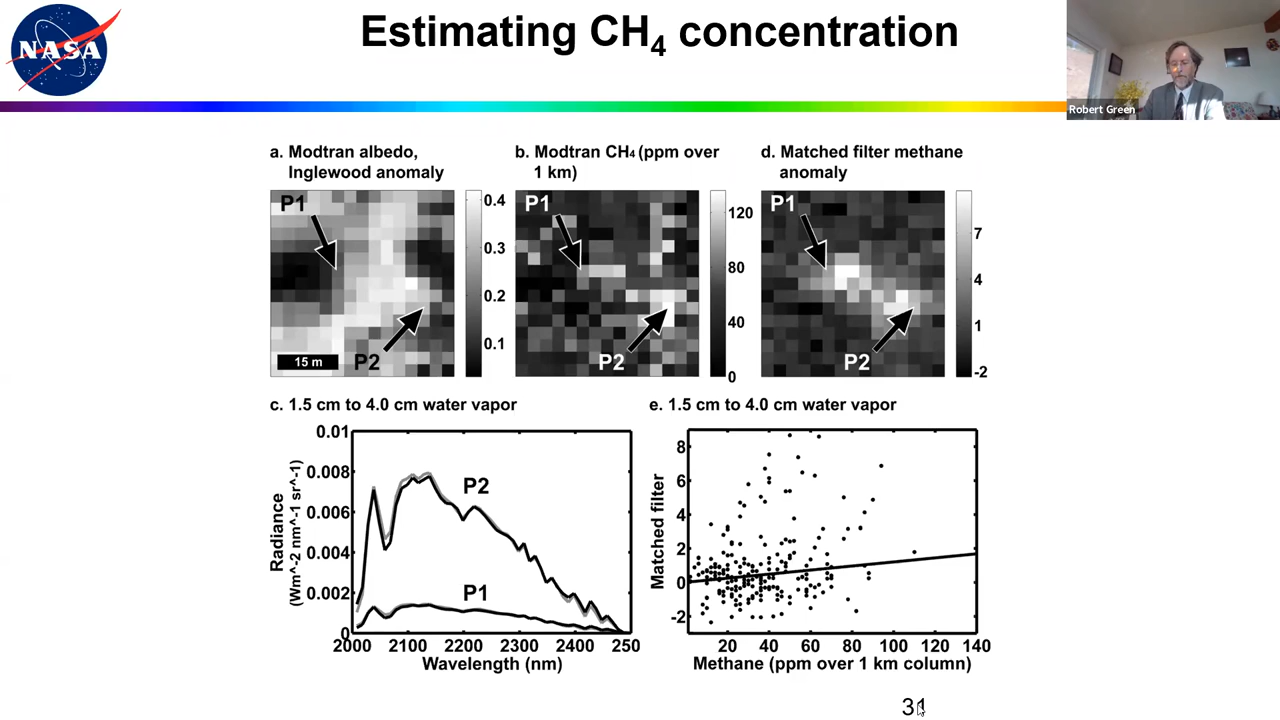 NASA
Estimating CH4 concentration
Robert Green
a. Modtran albedo,
Inglewood anomaly
P1
P2
15 m
0.4
0.3
0.2
0.1
b. Modtran CH4 (ppm over
1 km)
P1
P2
120
80
40
0
d. Matched filter methane
anomaly
P1
P2
7
4
1
-2
c. 1.5 cm to 4.0 cm water vapor
Radiance
(Wm^-2 nm^-1 sr^-1)
0.01
0.008
0.006
0.004
0.002
0
P2
P1
2000 2100 2200 2300 2400 250
Wavelength (nm)
e. 1.5 cm to 4.0 cm water vapor
Matched filter
8
6
4
2
0
-2
20 40 60 80 100 120 140
Methane (ppm over 1 km column)
31